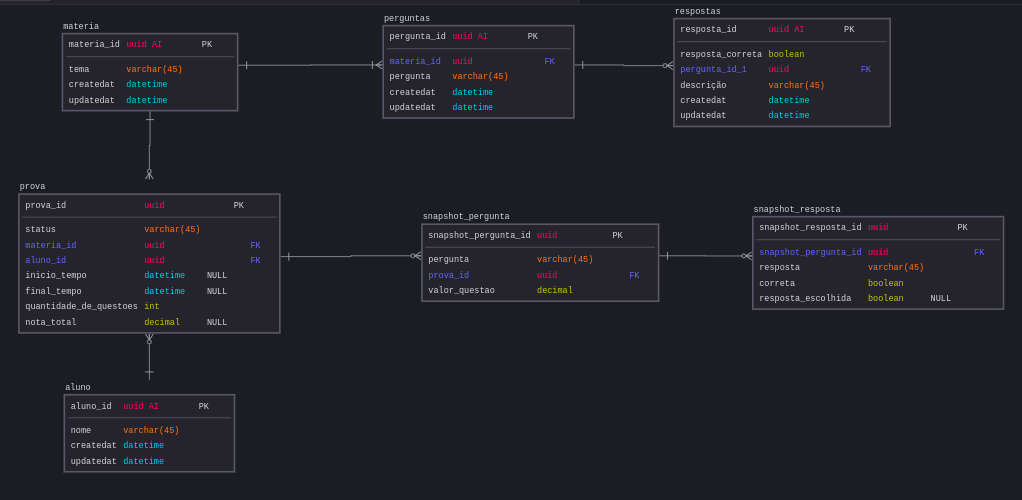 materia
materia_id uuid AI PK
tema varchar(45)
createdat datetime
updatedat datetime
perguntas
pergunta_id uuid AI PK
materia_id uuid FK
pergunta varchar(45)
createdat datetime
updatedat datetime
respostas
resposta_id uuid AI PK
resposta_correta boolean
pergunta_id_1 uuid FK
descrição varchar(45)
createdat datetime
updatedat datetime
prova
prova_id uuid PK
status varchar(45)
materia_id uuid FK
aluno_id uuid FK
inicio_tempo datetime NULL
final_tempo datetime NULL
quantidade_de_questoes int
nota_total decimal NULL
snapshot_pergunta
snapshot_pergunta_id uuid PK
pergunta varchar(45)
prova_id uuid FK
valor_questao decimal
snapshot_resposta
snapshot_resposta_id uuid PK
snapshot_pergunta_id uuid FK
resposta varchar(45)
correta boolean
resposta_escolhida boolean NULL
aluno
aluno_id uuid AI PK
nome varchar(45)
createdat datetime
updatedat datetime